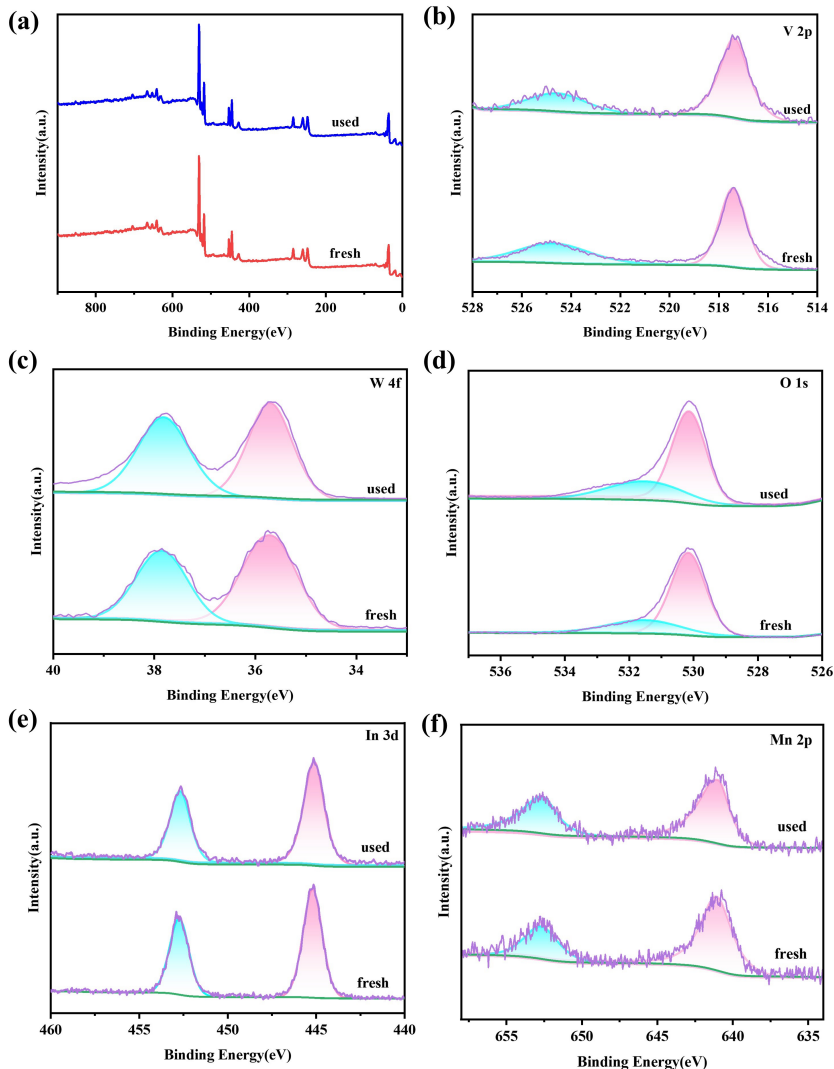 (a)
used
fresh
Intensity(a.u.)
800 600 400 200 0
Binding Energy(eV)
(b)
V 2p
used
fresh
Intensity(a.u.)
528 526 524 522 520 518 516 514
Binding Energy(eV)
(c)
W 4f
used
fresh
Intensity(a.u.)
40 38 36 34
Binding Energy(eV)
(d)
O 1s
used
fresh
Intensity(a.u.)
536 534 532 530 528 526
Binding Energy(eV)
(e)
In 3d
used
fresh
Intensity(a.u.)
460 455 450 445 440
Binding Energy(eV)
(f)
Mn 2p
used
fresh
Intensity(a.u.)
655 650 645 640 635
Binding Energy(eV)